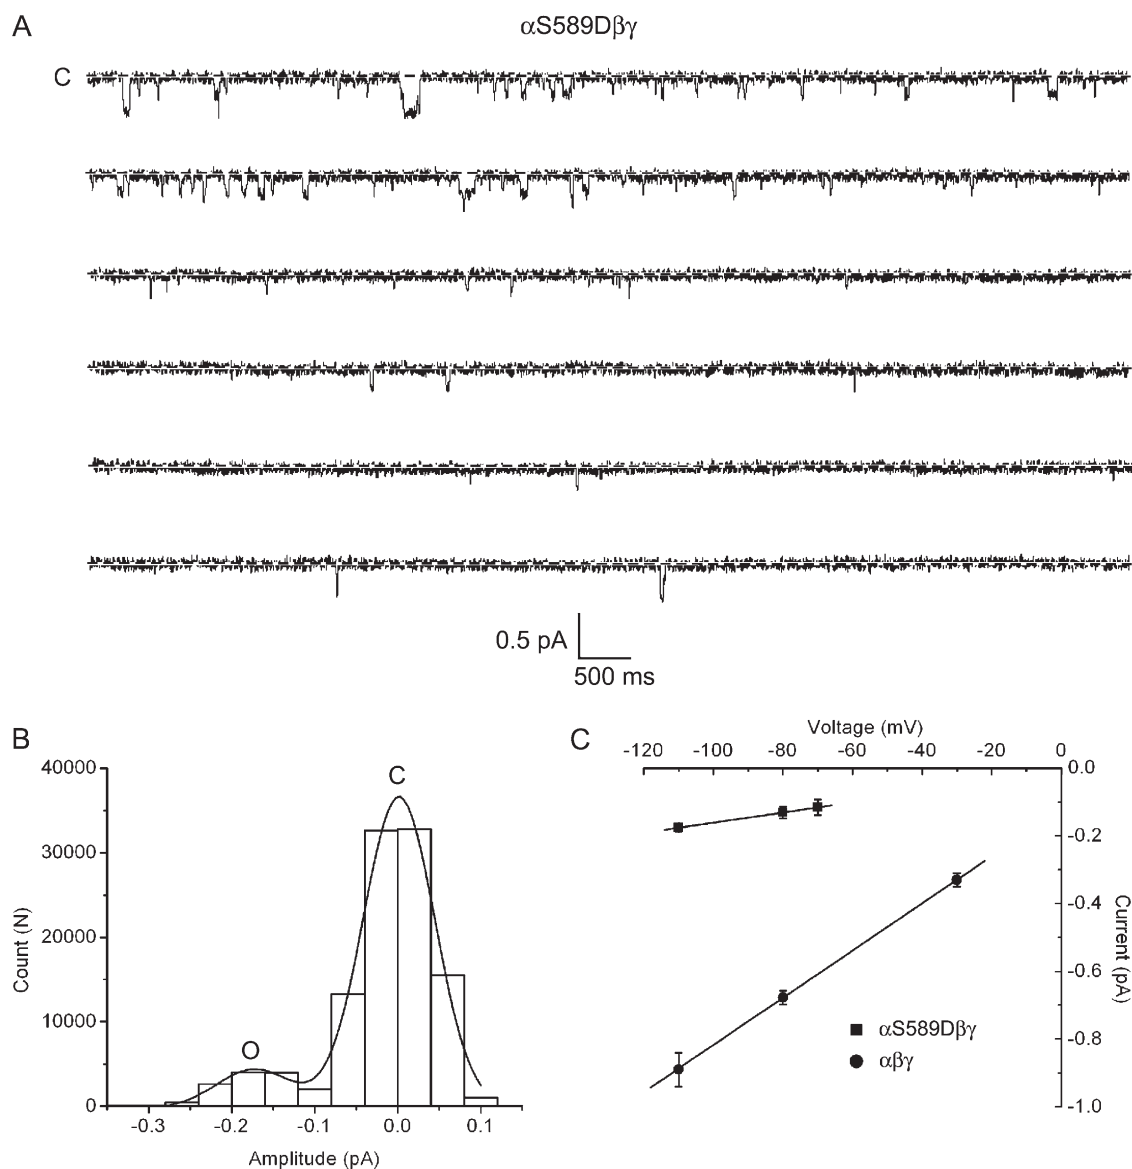 A
αS589Dβγ
C
0.5 pA
500 ms
B
40000
30000
20000
10000
0
Count (N)
C
O
-0.3
-0.2
-0.1
0.0
0.1
Amplitude (pA)
C
Voltage (mV)
-120
-100
-80
-60
-40
-20
0
0.0
-0.2
-0.4
-0.6
-0.8
-1.0
Current (pA)
αS589Dβγ
αβγ